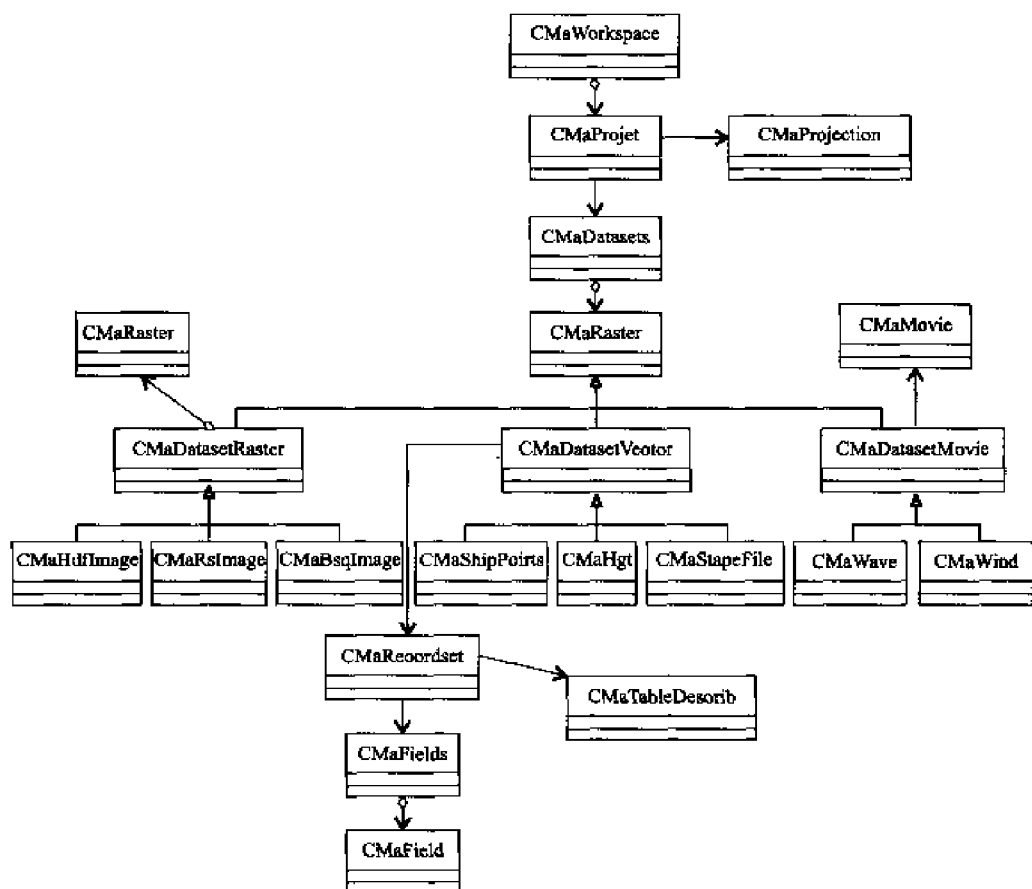 CMaWorkspace
CMaProjet
CMaProjection
CMaDatasets
CMaRaster
CMaRaster
CMaMovie
CMaDatasetRaster
CMaDatasetVeotor
CMaDatasetMovie
CMaHdfImage
CMaRsImage
CMaBsqImage
CMaShipPoirts
CMaHgt
CMaStapeFile
CMaWave
CMaWind
CMaReoordset
CMaTableDesorib
CMaFields
CMaField